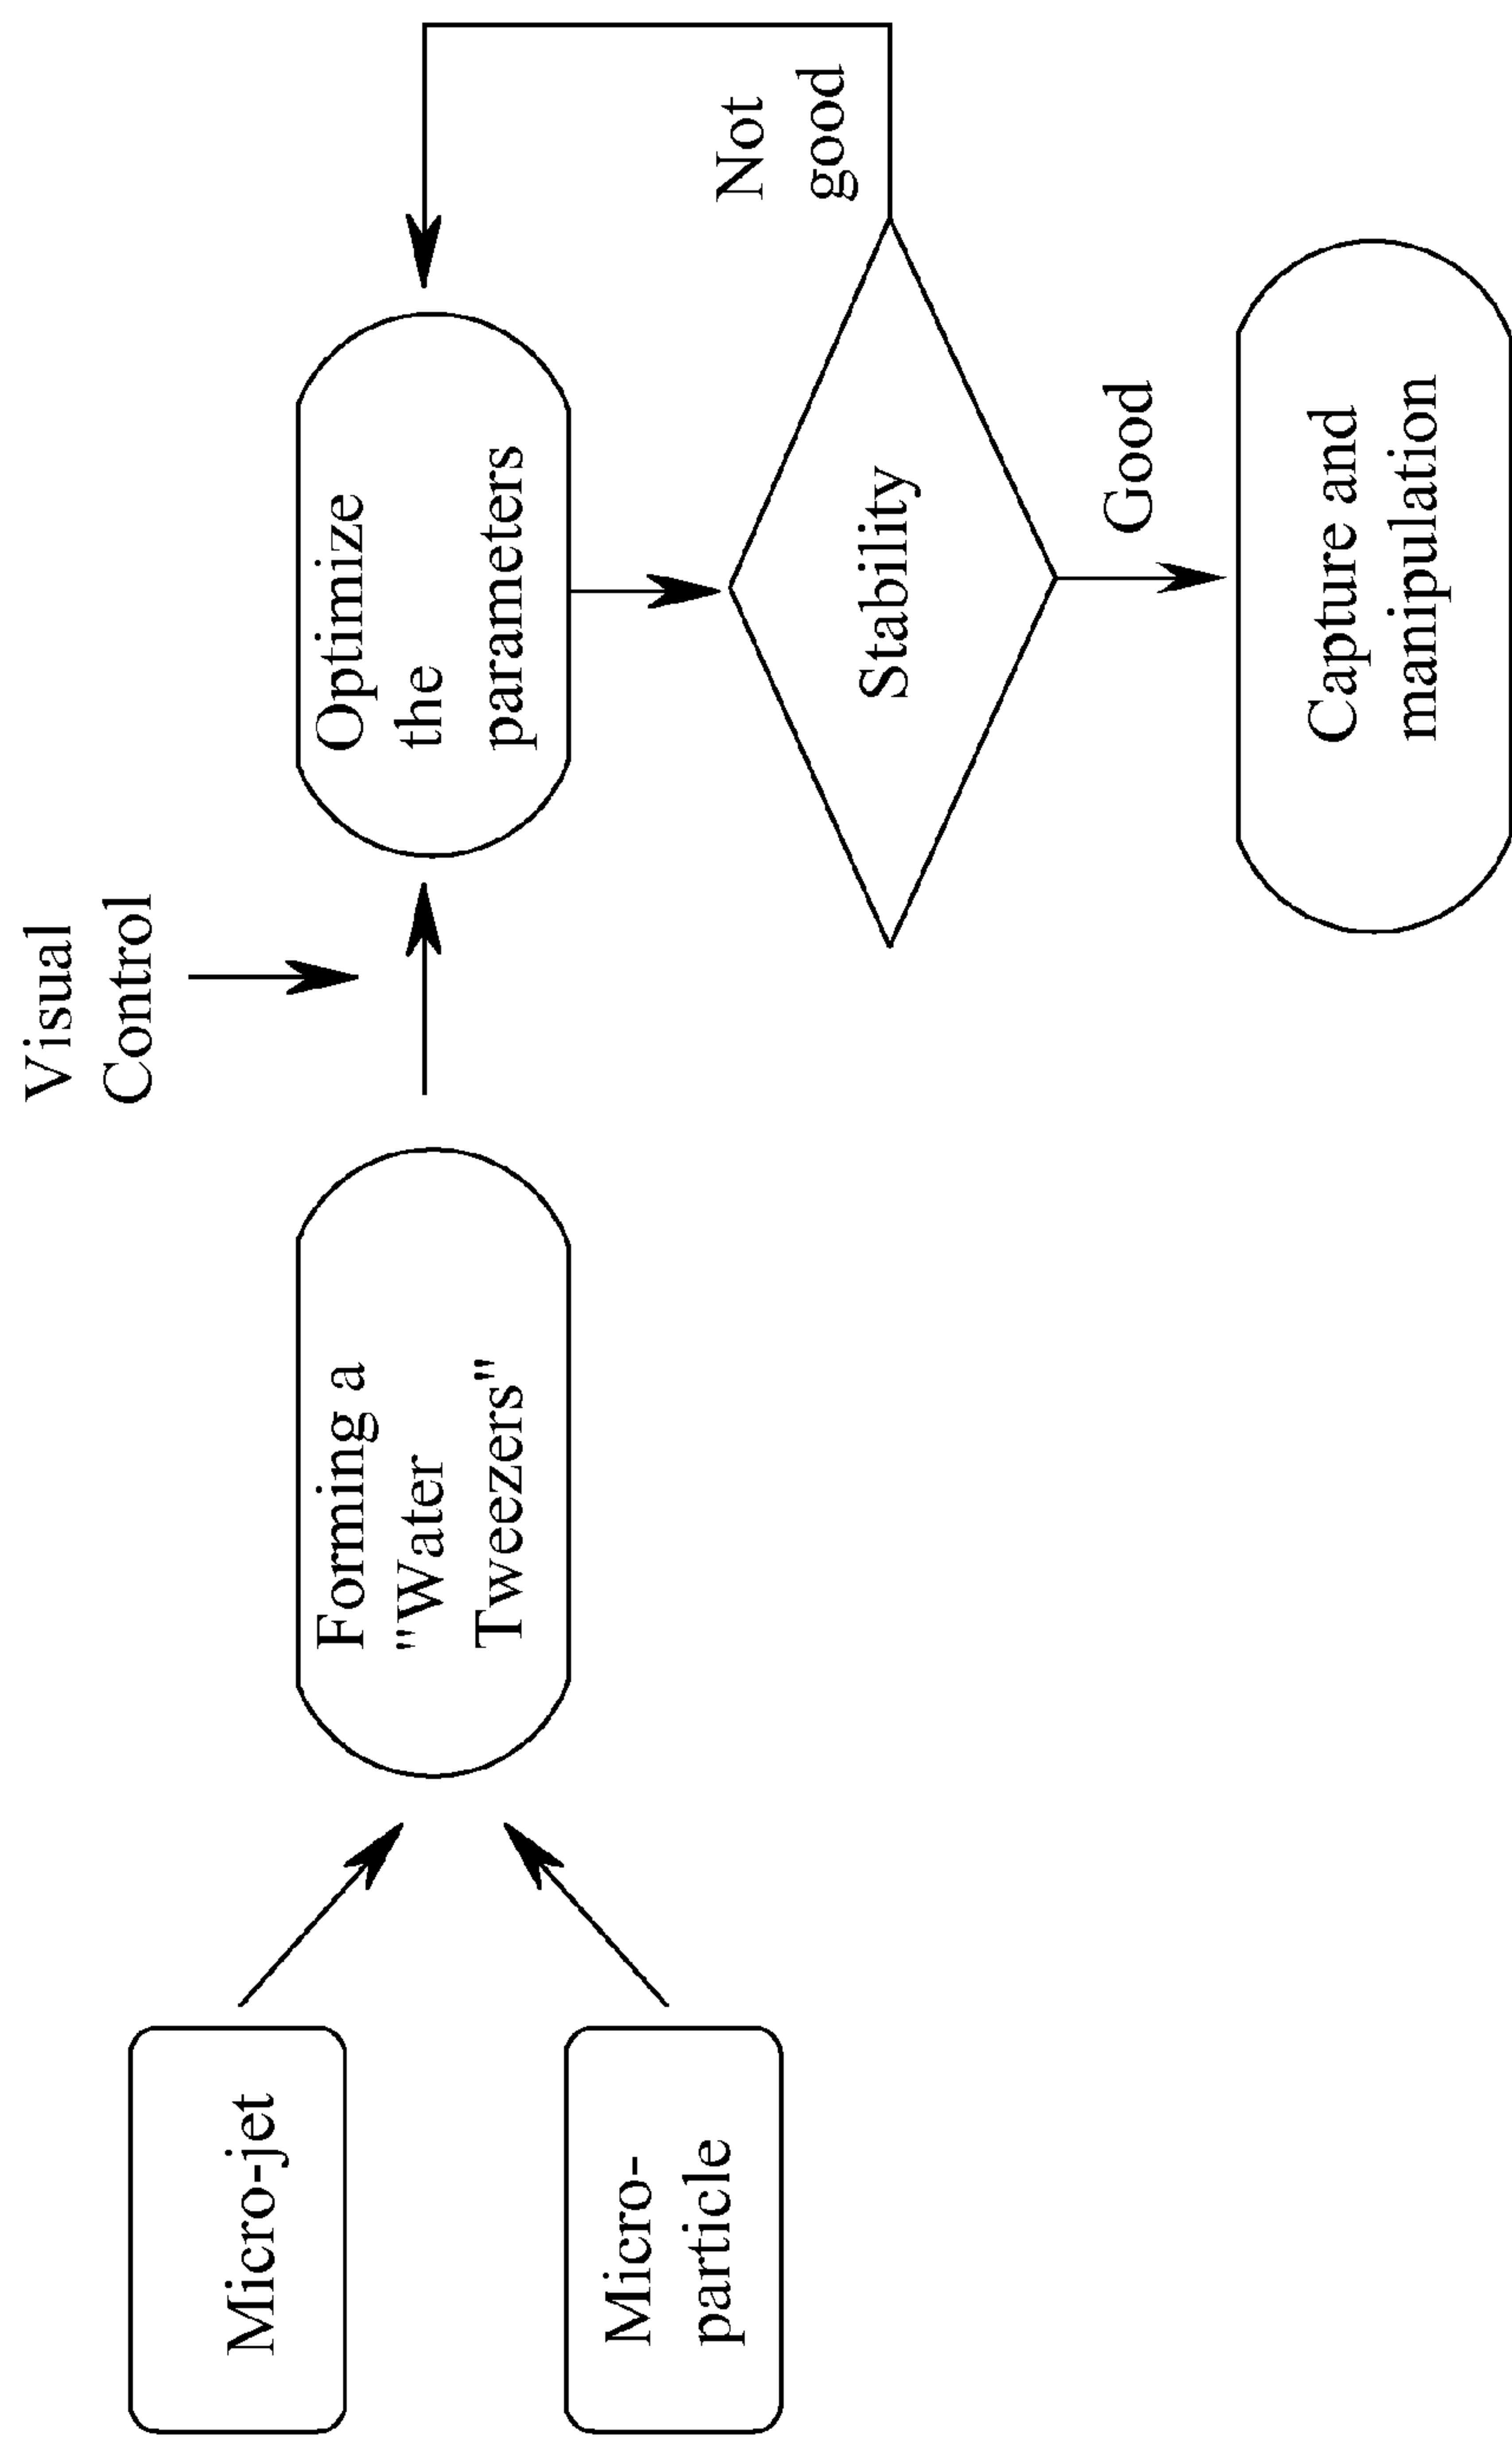 Micro-jet
Micro-
particle
Forming a
"Water
Tweezers"
Visual
Control
Optimize
the
parameters
Stability
Not
good
Good
Capture and
manipulation